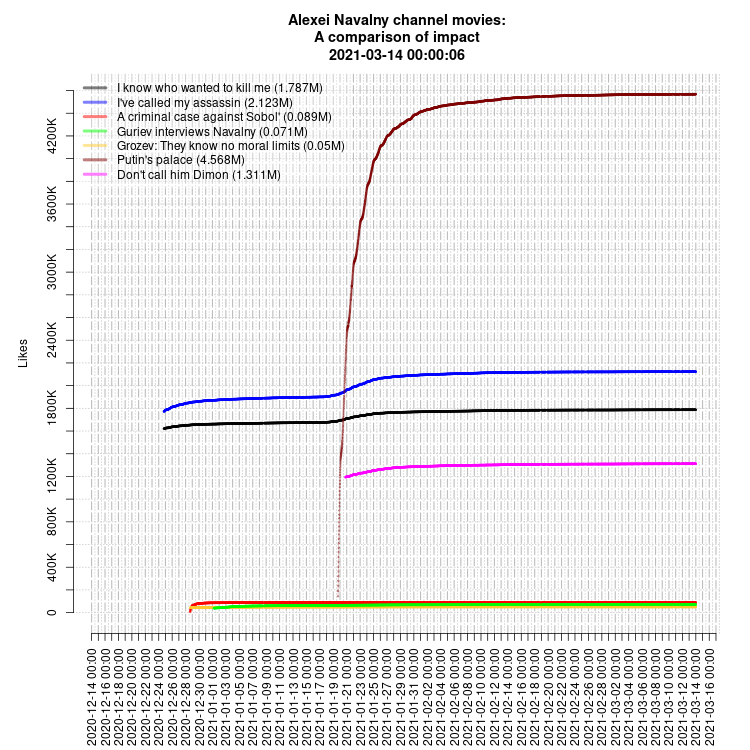 Alexei Navalny channel movies:
A comparison of impact
2021-03-14 00:00:06
I know who wanted to kill me (1.787M)
I've called my assassin (2.123M)
A criminal case against Sobol' (0.089M)
Guriev interviews Navalny (0.071M)
Grozev: They know no moral limits (0.05M)
Putin's palace (4.568M)
Don't call him Dimon (1.311M)
Likes
4200K
3600K
3000K
2400K
1800K
1200K
800K
400K
0
2020-12-14 00:00
2020-12-16 00:00
2020-12-18 00:00
2020-12-20 00:00
2020-12-22 00:00
2020-12-24 00:00
2020-12-26 00:00
2020-12-28 00:00
2020-12-30 00:00
2021-01-01 00:00
2021-01-03 00:00
2021-01-05 00:00
2021-01-07 00:00
2021-01-09 00:00
2021-01-11 00:00
2021-01-13 00:00
2021-01-15 00:00
2021-01-17 00:00
2021-01-19 00:00
2021-01-21 00:00
2021-01-23 00:00
2021-01-25 00:00
2021-01-27 00:00
2021-01-29 00:00
2021-01-31 00:00
2021-02-02 00:00
2021-02-04 00:00
2021-02-06 00:00
2021-02-08 00:00
2021-02-10 00:00
2021-02-12 00:00
2021-02-14 00:00
2021-02-16 00:00
2021-02-18 00:00
2021-02-20 00:00
2021-02-22 00:00
2021-02-24 00:00
2021-02-26 00:00
2021-02-28 00:00
2021-03-02 00:00
2021-03-04 00:00
2021-03-06 00:00
2021-03-08 00:00
2021-03-10 00:00
2021-03-12 00:00
2021-03-14 00:00
2021-03-16 00:00